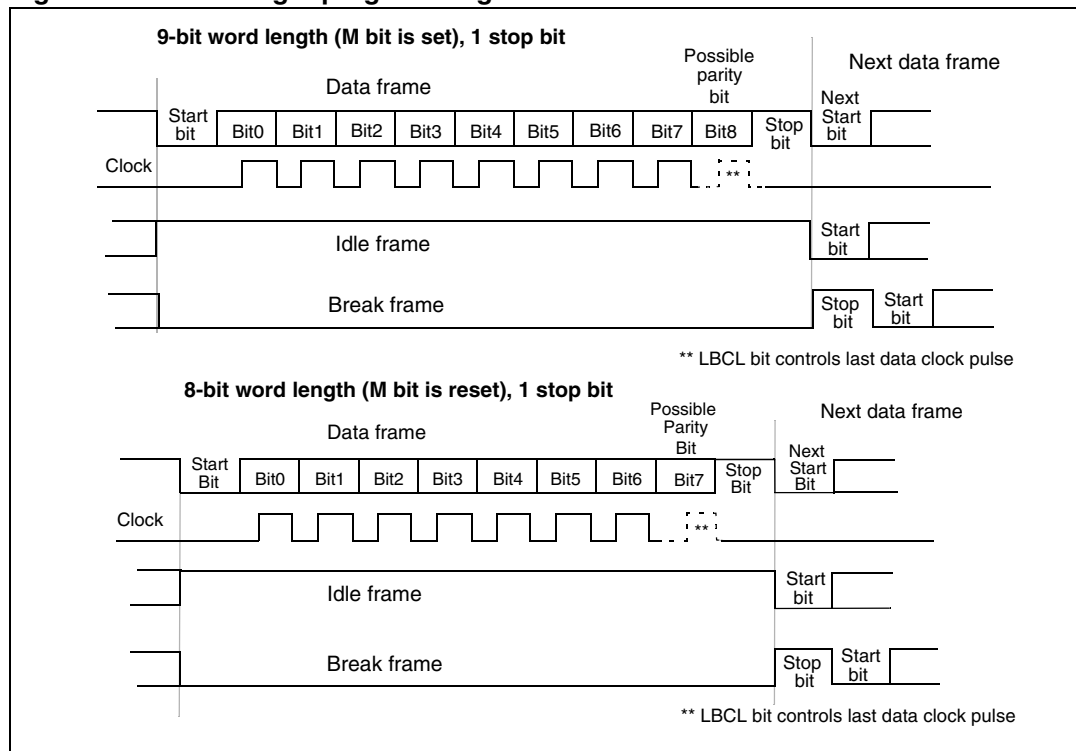 9-bit word length (M bit is set), 1 stop bit
Data frame
Possible
parity
bit
Next data frame
Start
bit
Bit0
Bit1
Bit2
Bit3
Bit4
Bit5
Bit6
Bit7
Bit8
Stop
bit
Next
Start
bit
Clock
**
Idle frame
Start
bit
Break frame
Stop
bit
Start
bit
** LBCL bit controls last data clock pulse
8-bit word length (M bit is reset), 1 stop bit
Data frame
Possible
Parity
Bit
Next data frame
Start
Bit
Bit0
Bit1
Bit2
Bit3
Bit4
Bit5
Bit6
Bit7
Stop
Bit
Next
Start
Bit
Clock
**
Idle frame
Start
bit
Break frame
Stop
bit
Start
bit
** LBCL bit controls last data clock pulse